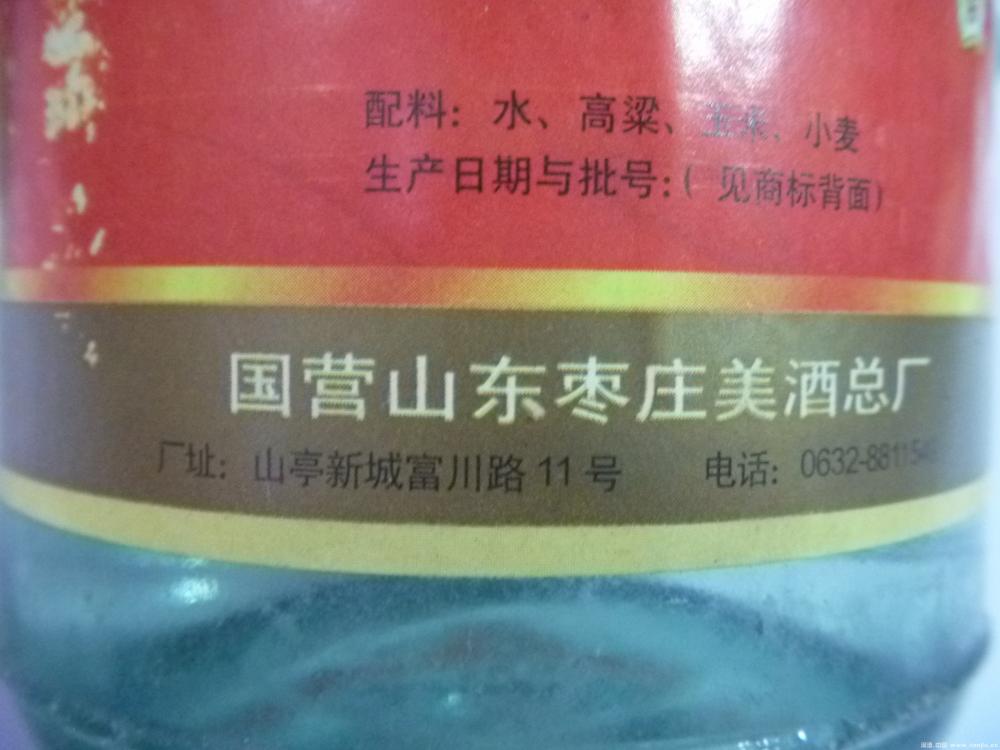 配料：水、高粱、玉米、小麦
生产日期与批号：（见商标背面）
国营山东枣庄美酒总厂
厂址：山亭新城富川路11号 电话：